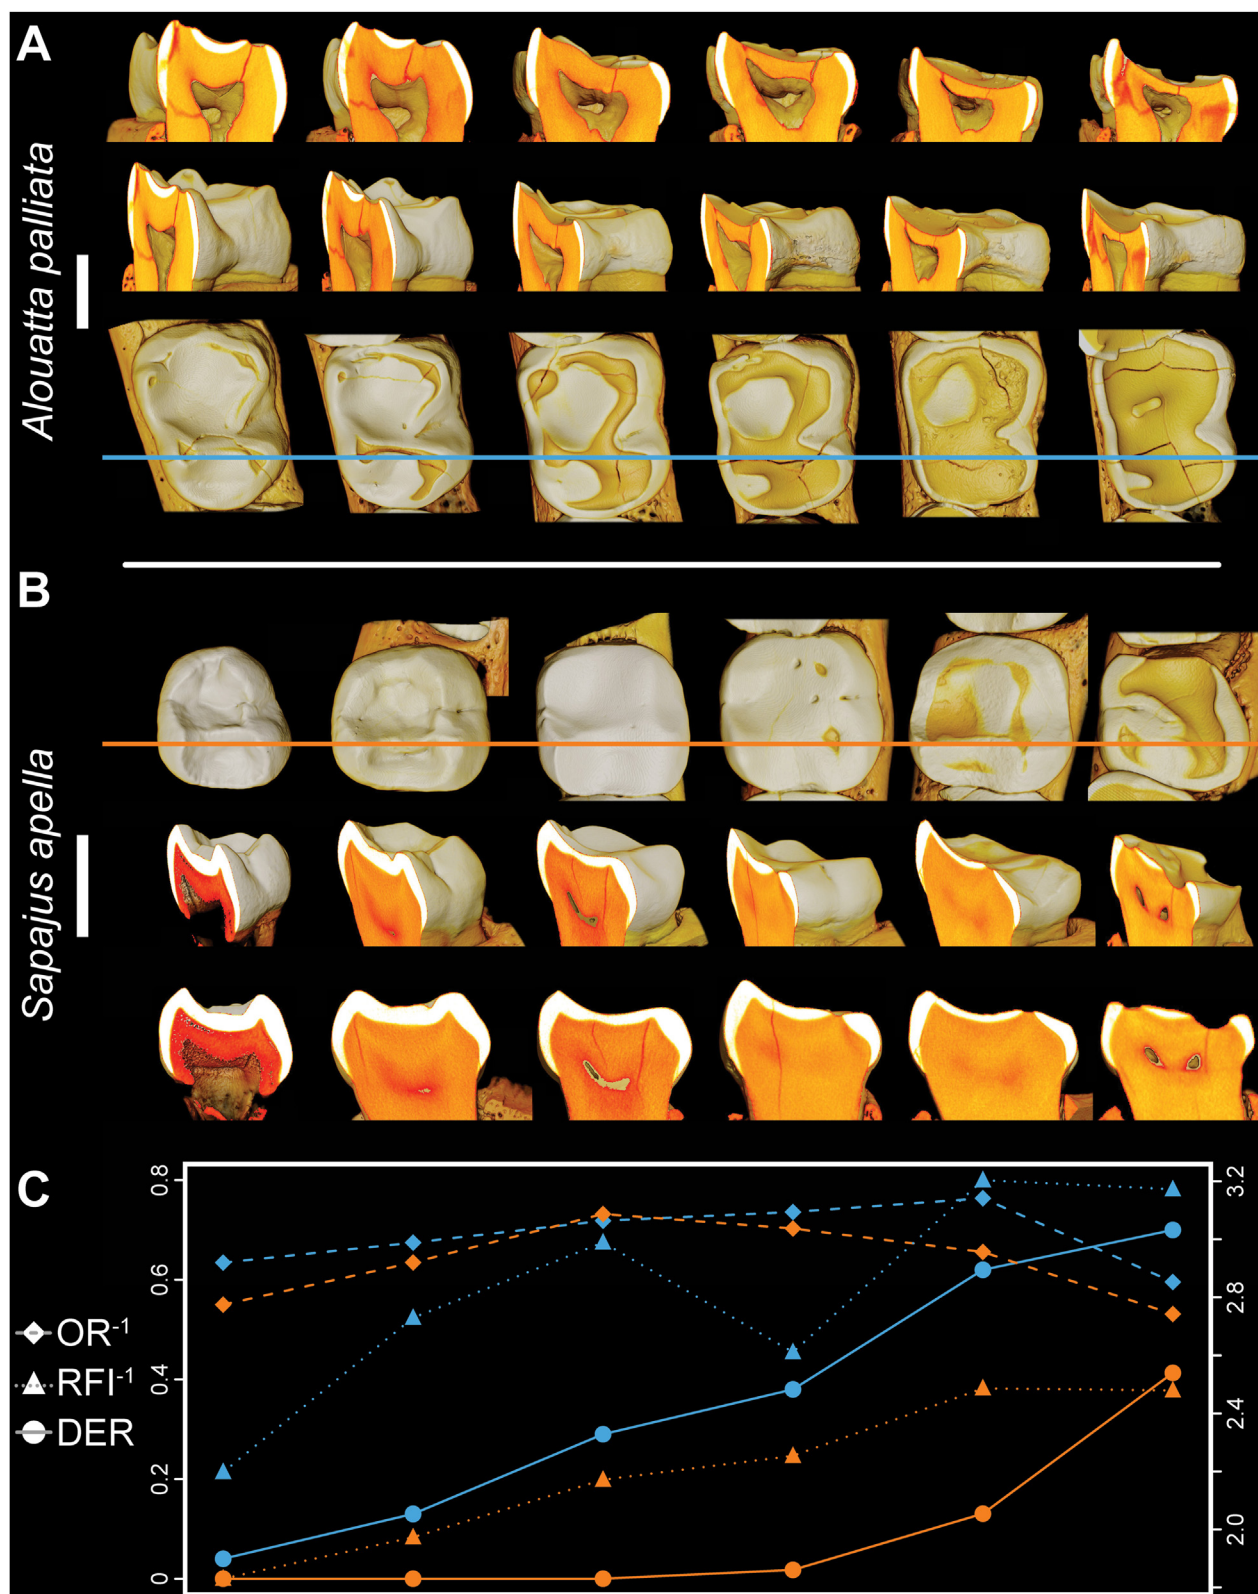 A
Alouatta palliata
B
Sapajus apella
C
0.8
0.6
0.4
0.2
0
3.2
2.8
2.4
2.0
OR⁻¹
RFI⁻¹
DER